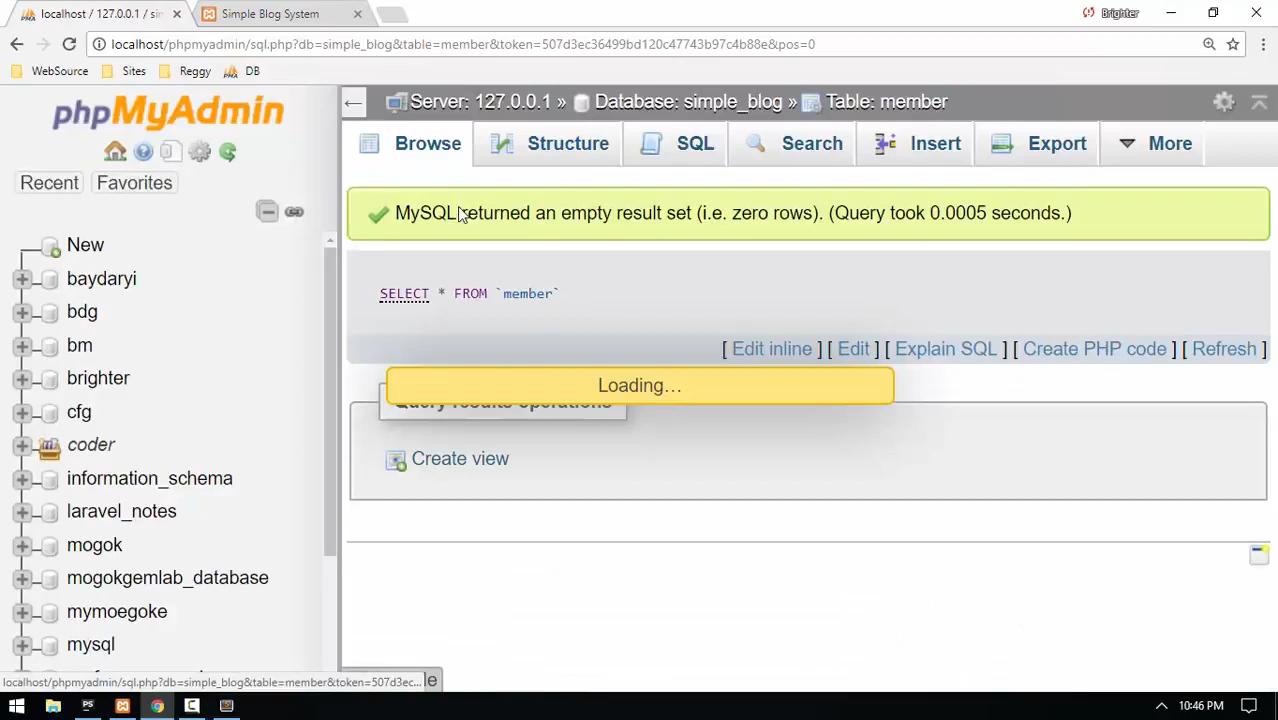 localhost / 127.0.0.1 / sim
Simple Blog System
Brighter
localhost/phpmyadmin/sql.php?db=simple_blog&table=member&token=507d3ec36499bd120c47743b97c4b88e&pos=0
WebSource
Sites
Reggy
DB
phpMyAdmin
Recent
Favorites
New
baydaryi
bdg
bm
brighter
cfg
coder
information_schema
laravel_notes
mogok
mogokgemlab_database
mymoegoke
mysql
Server: 127.0.0.1 » Database: simple_blog » Table: member
Browse
Structure
SQL
Search
Insert
Export
More
MySQL returned an empty result set (i.e. zero rows). (Query took 0.0005 seconds.)
SELECT * FROM `member`
[ Edit inline ] [ Edit ] [ Explain SQL ] [ Create PHP code ] [ Refresh ]
Loading…
Query results operations
Create view
localhost/phpmyadmin/sql.php?db=simple_blog&table=member&token=507d3ec...
10:46 PM